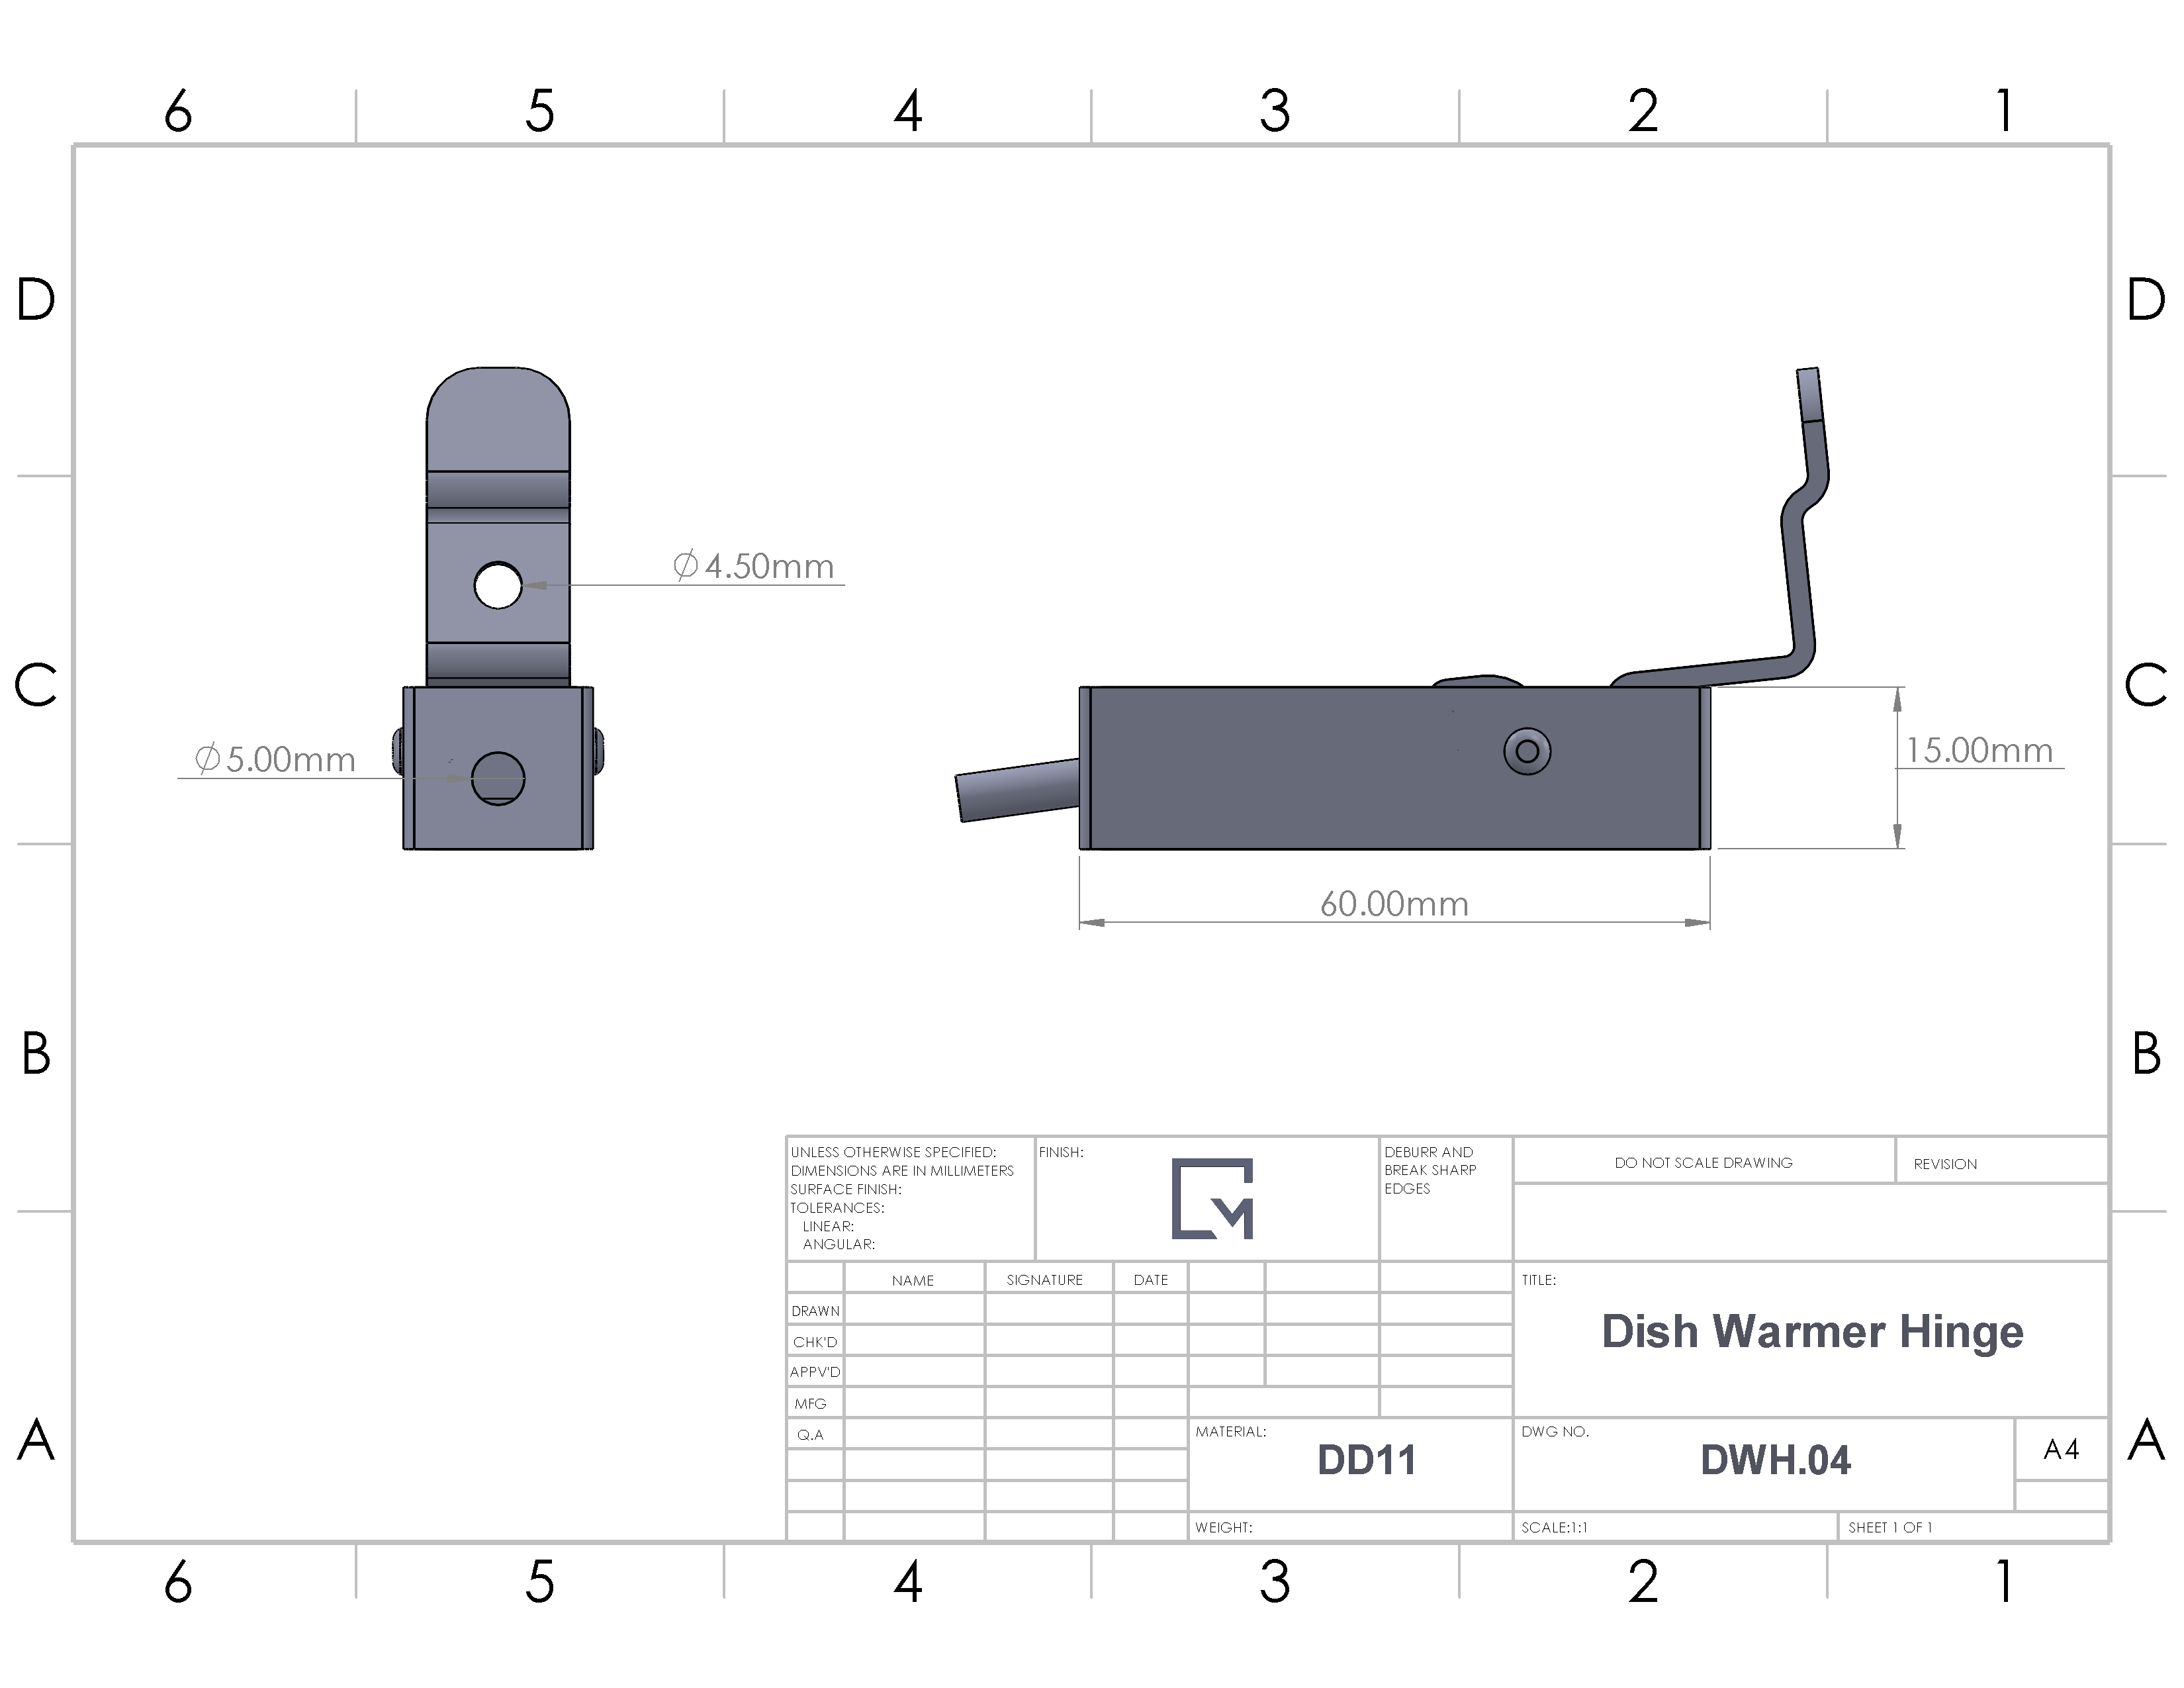 6 5 4 3 2 1
D D
⌀4.50mm
C C
⌀5.00mm
15.00mm
60.00mm
B B
UNLESS OTHERWISE SPECIFIED:
DIMENSIONS ARE IN MILLIMETERS
SURFACE FINISH:
TOLERANCES:
LINEAR:
ANGULAR:
FINISH:
DEBURR AND
BREAK SHARP
EDGES
DO NOT SCALE DRAWING
REVISION
NAME SIGNATURE DATE
DRAWN
CHK'D
APPV'D
MFG
Q.A
TITLE:
Dish Warmer Hinge
MATERIAL:
DD11
DWG NO.
DWH.04
A4
A A
WEIGHT:
SCALE:1:1
SHEET 1 OF 1
6 5 4 3 2 1